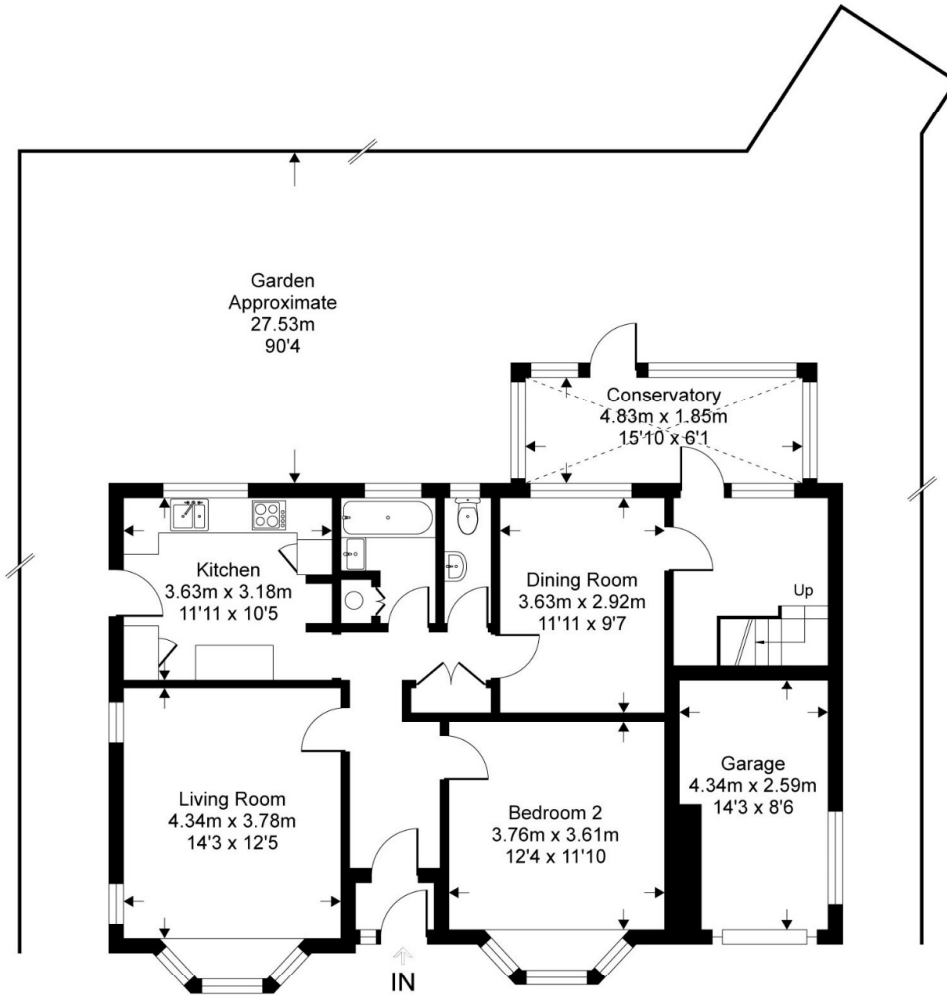 Garden
Approximate
27.53m
90'4
Conservatory
4.83m x 1.85m
15'10 x 6'1
Kitchen
3.63m x 3.18m
11'11 x 10'5
Dining Room
3.63m x 2.92m
11'11 x 9'7
Up
Living Room
4.34m x 3.78m
14'3 x 12'5
Bedroom 2
3.76m x 3.61m
12'4 x 11'10
Garage
4.34m x 2.59m
14'3 x 8'6
IN